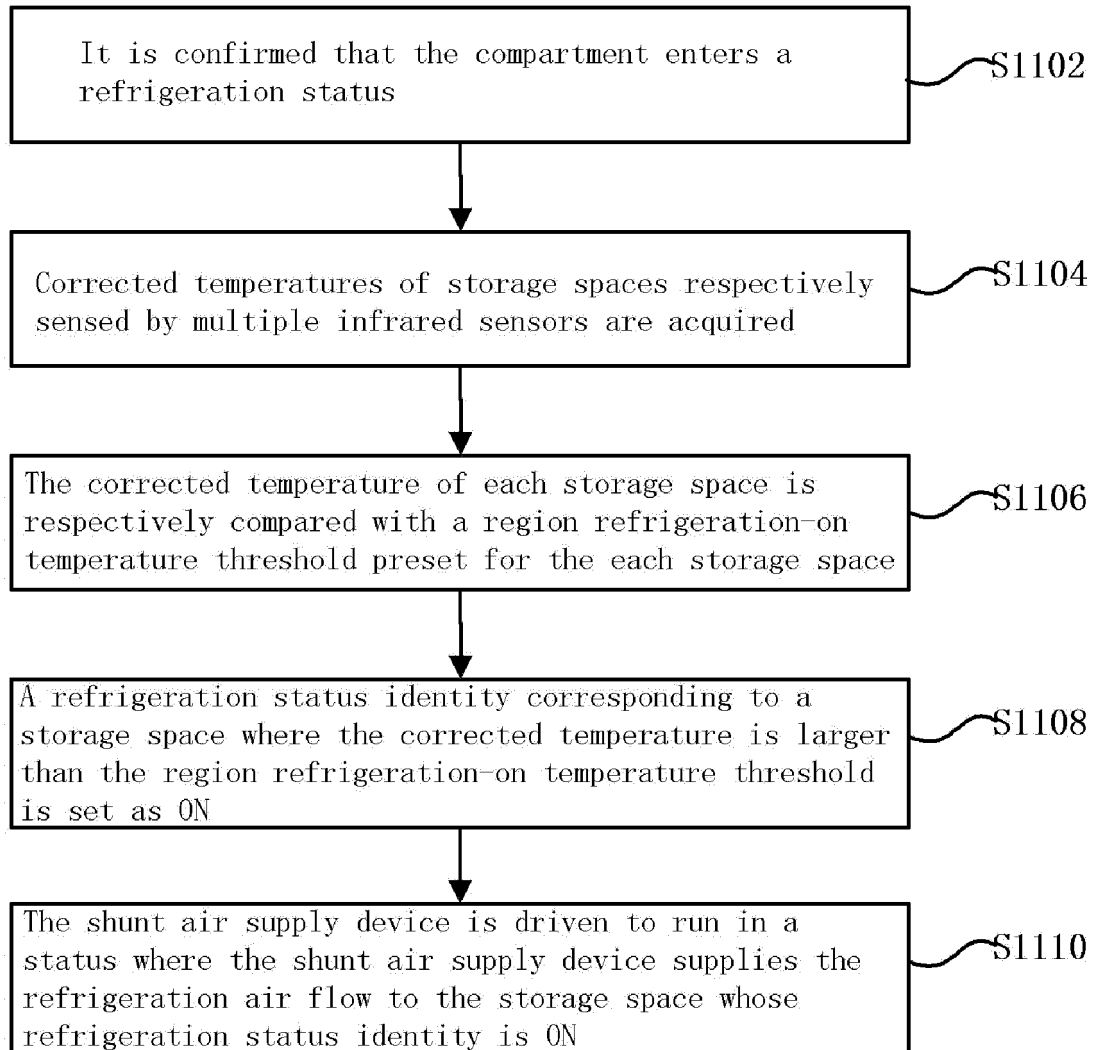 It is confirmed that the compartment enters a
refrigeration status
S1102
Corrected temperatures of storage spaces respectively
sensed by multiple infrared sensors are acquired
S1104
The corrected temperature of each storage space is
respectively compared with a region refrigeration-on
temperature threshold preset for the each storage space
S1106
A refrigeration status identity corresponding to a
storage space where the corrected temperature is larger
than the region refrigeration-on temperature threshold
is set as ON
S1108
The shunt air supply device is driven to run in a
status where the shunt air supply device supplies the
refrigeration air flow to the storage space whose
refrigeration status identity is ON
S1110